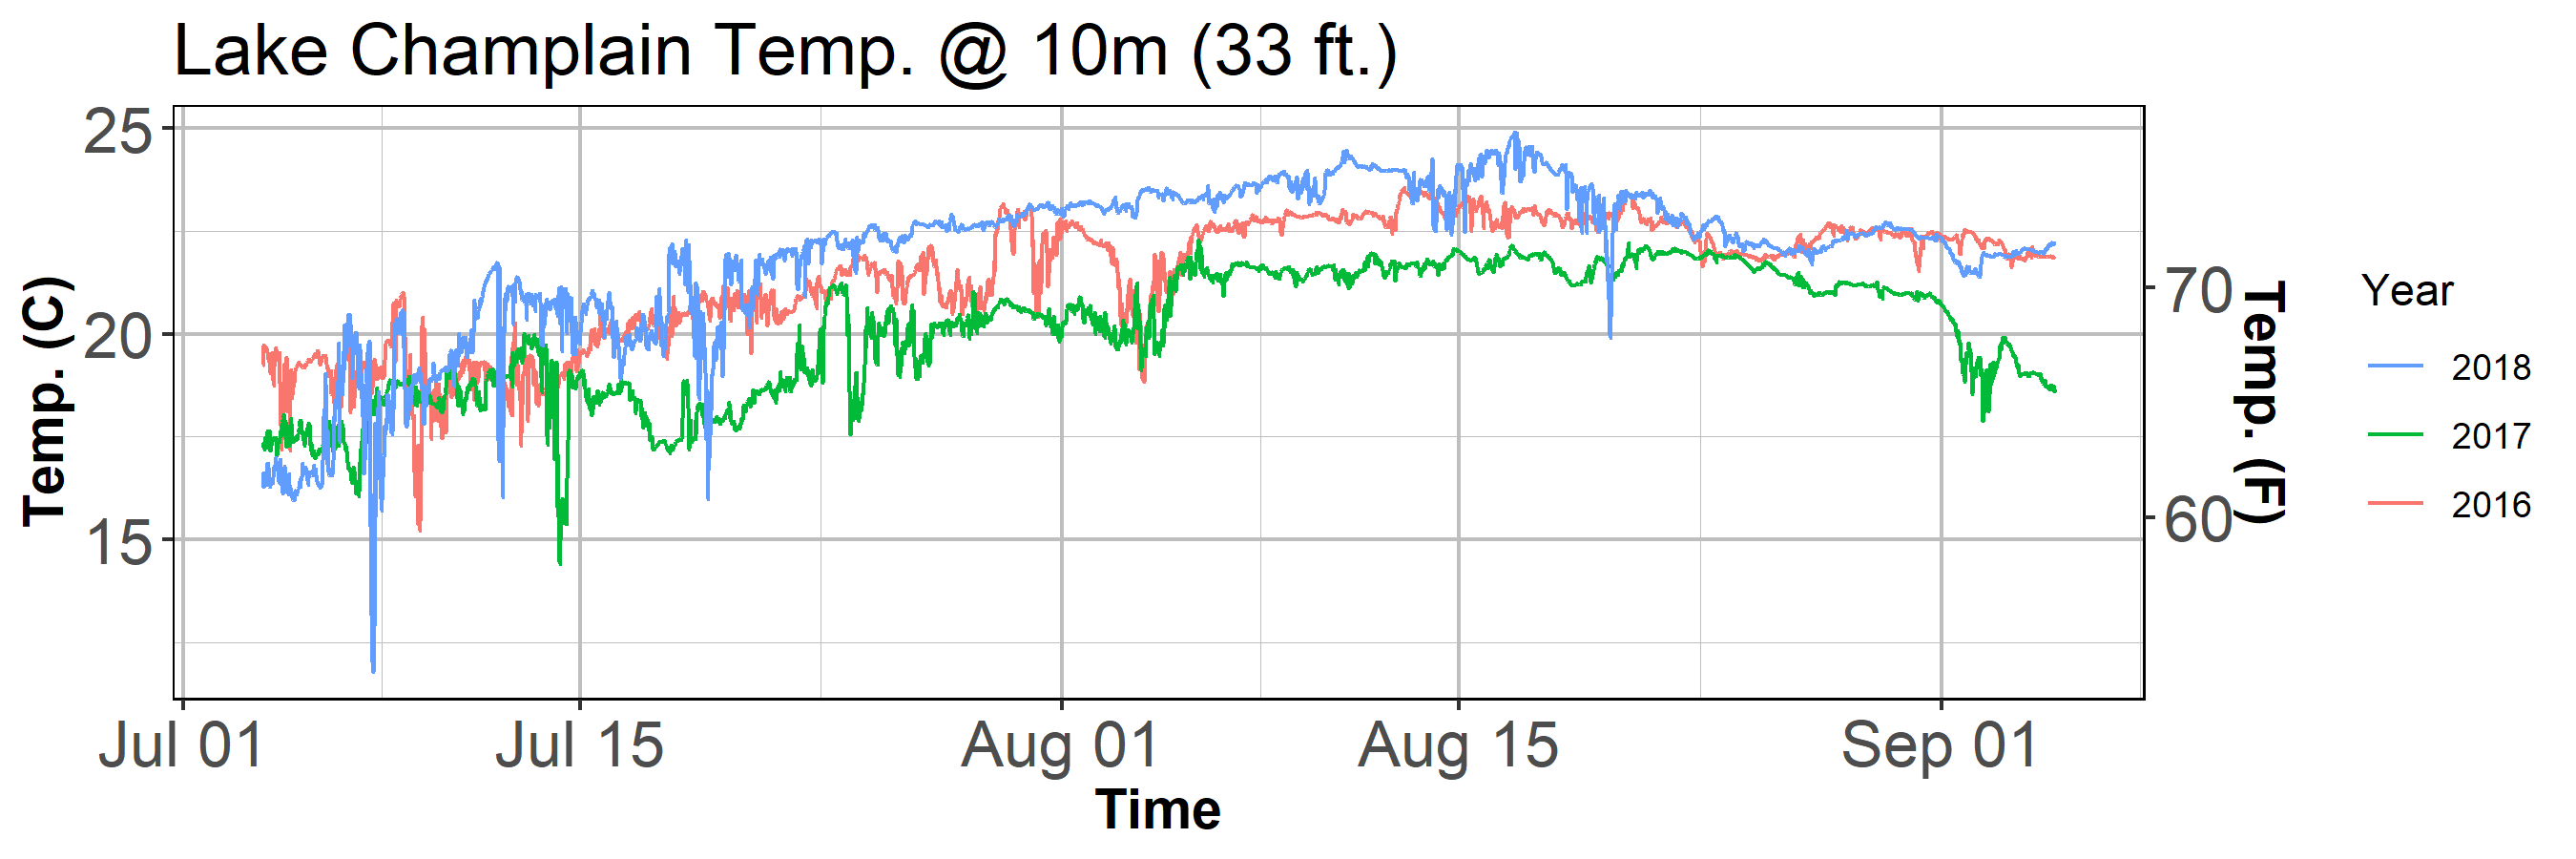 Lake Champlain Temp. @ 10m (33 ft.)
25
20
15
Temp. (C)
70
60
Temp. (F)
Jul 01
Jul 15
Aug 01
Aug 15
Sep 01
Time
Year
2018
2017
2016